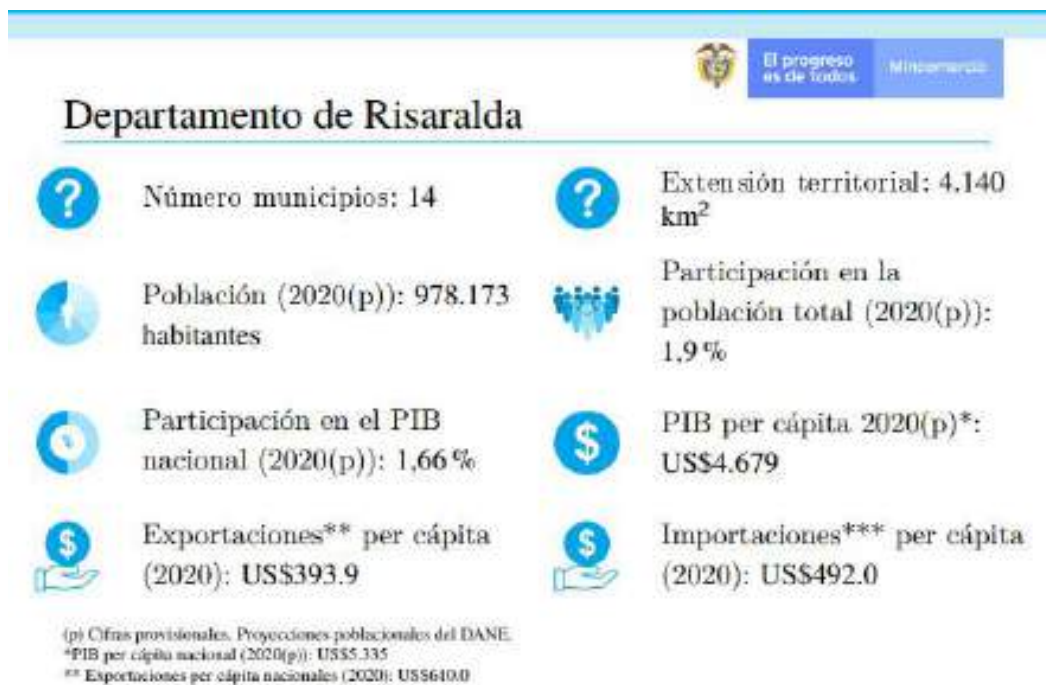 El progreso
es de todos
Mincomercio
Departamento de Risaralda
Número municipios: 14
Extensión territorial: 4.140
km²
Población (2020(p)): 978.173
habitantes
Participación en la
población total (2020(p)):
1,9 %
Participación en el PIB
nacional (2020(p)): 1,66 %
PIB per cápita 2020(p)*:
US$4.679
Exportaciones** per cápita
(2020): US$393.9
Importaciones*** per cápita
(2020): US$492.0
(p) Cifras provisionales. Proyecciones poblacionales del DANE.
*PIB per cápita nacional (2020(p)): US$5.335
** Exportaciones per cápita nacionales (2020): US$610.0